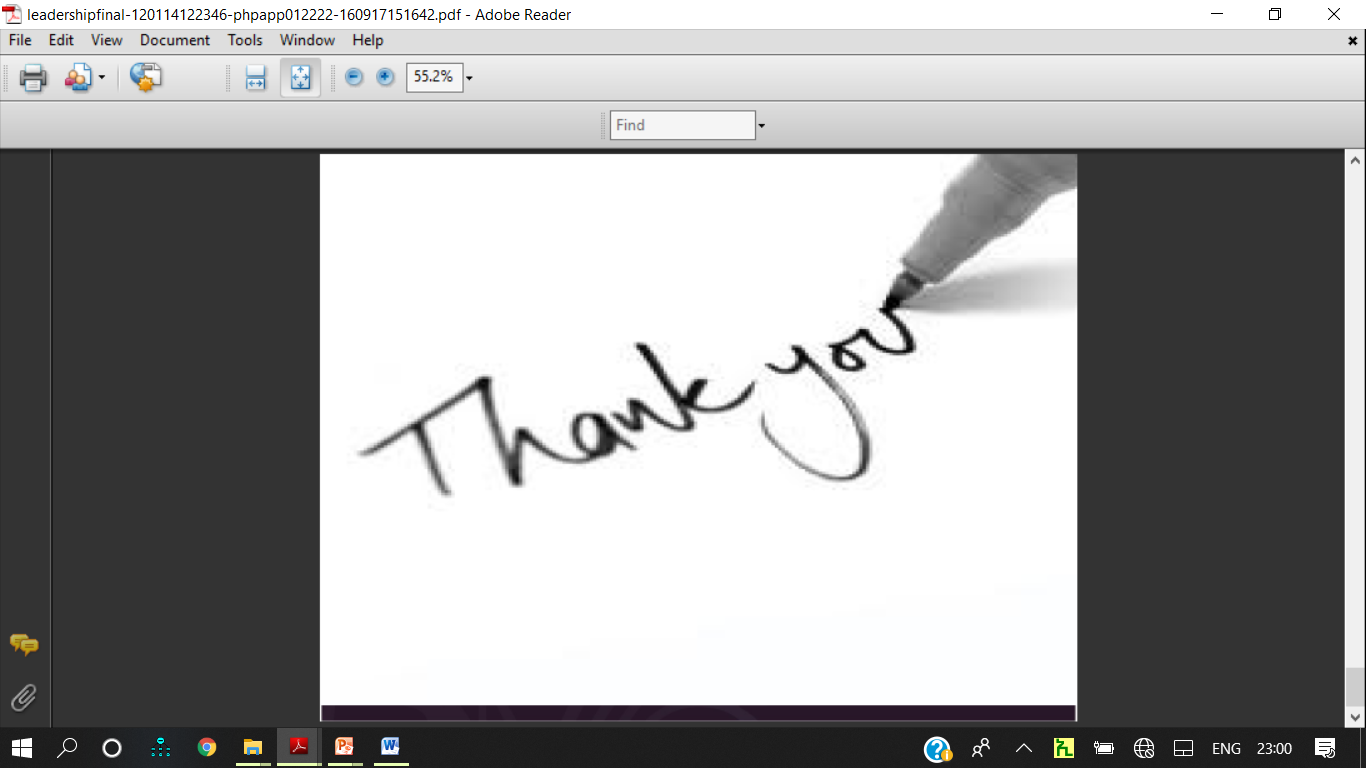 leadershipfinal-120114122346-phpapp012222-160917151642.pdf - Adobe Reader
File Edit View Document Tools Window Help
55.2%
Find
Thank you
ENG 23:00